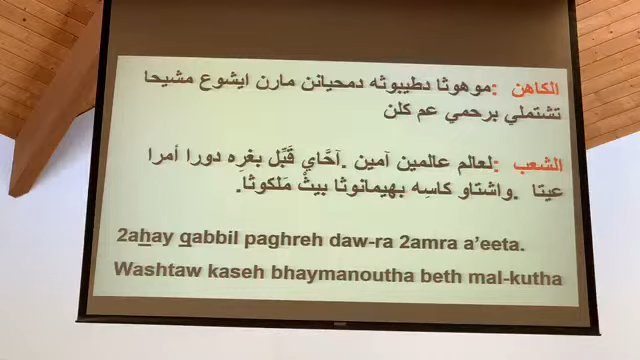 الكاهن :موهوثا دطيبوثه دمحيانن مارن ايشوع مشيحا
تشتملي برحمي عم كلن
الشعب :لعالم عالمين آمين .آحَّاي قَبِّل بغرِه دورا أمرا
عيتا .واشتاو كاسِه بهيمانوثا بيثْ مَلكوثا.
2ahay qabbil paghreh daw-ra 2amra a’eeta.
Washtaw kaseh bhaymanoutha beth mal-kutha